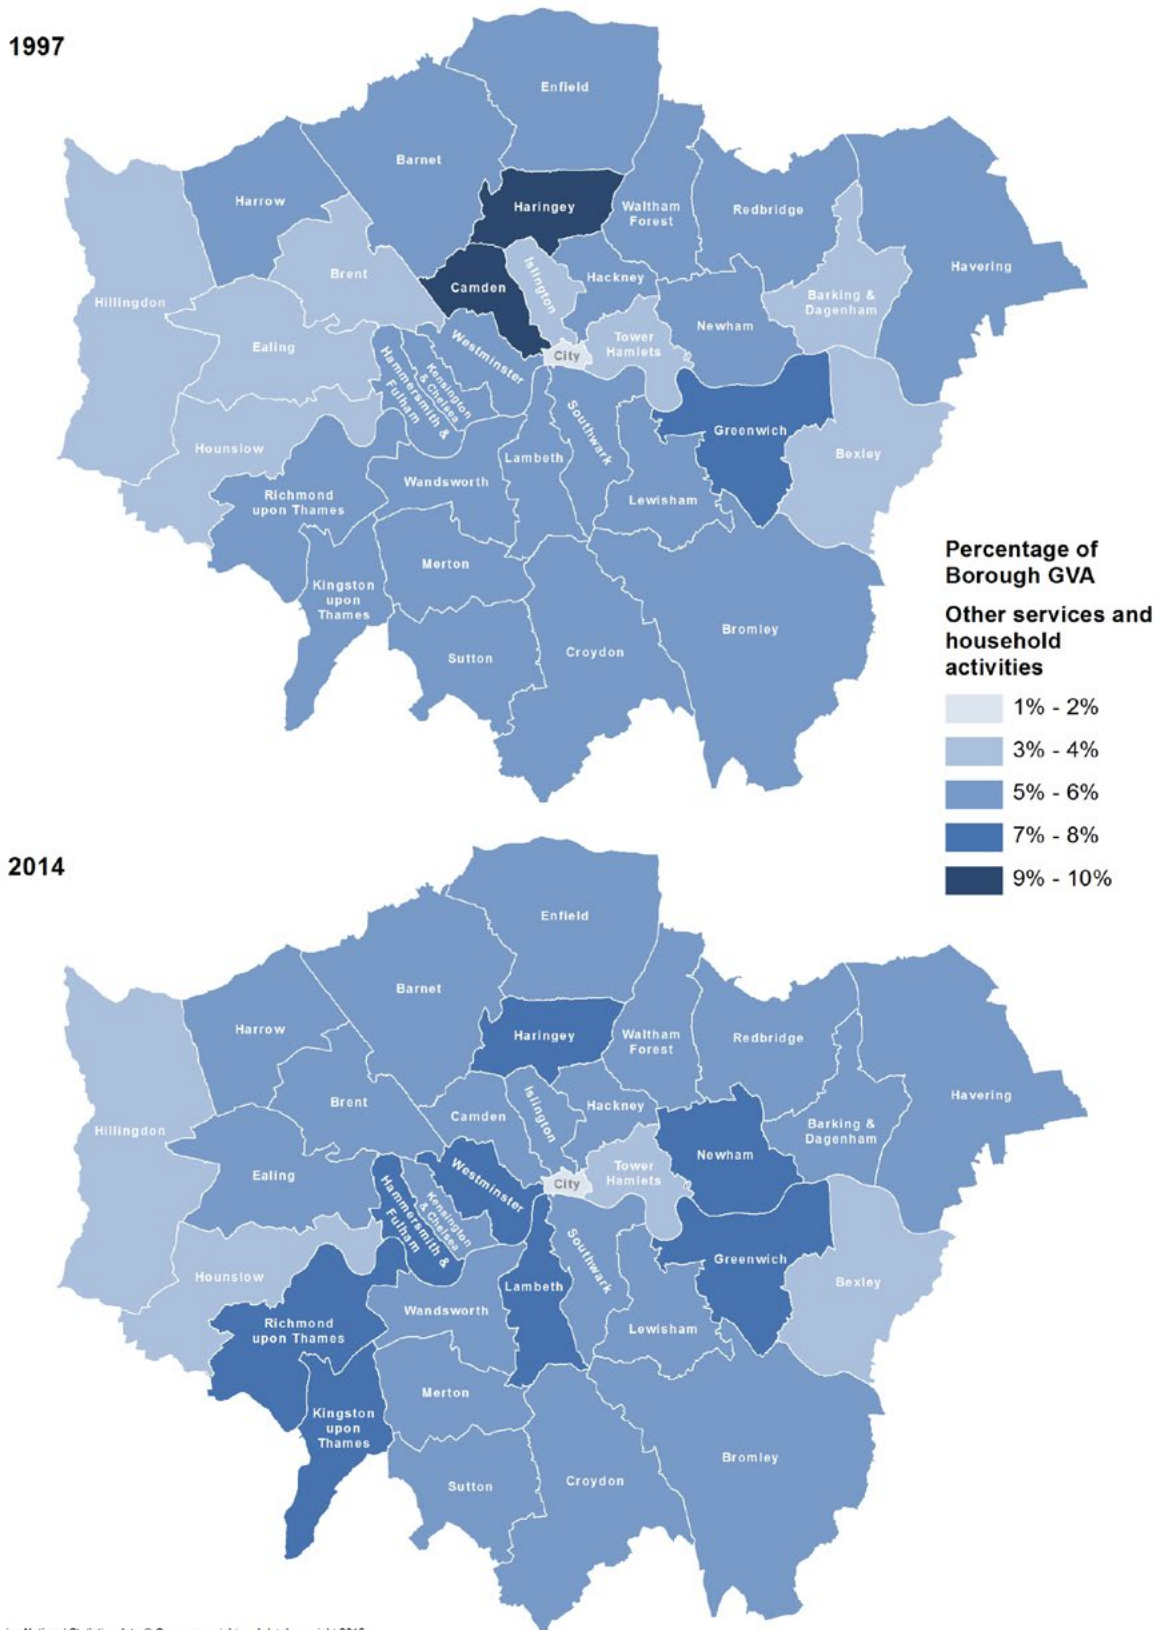 1997
Enfield
Barnet
Harrow
Haringey
Waltham
Forest
Redbridge
Havering
Hillingdon
Brent
Camden
Islington
Hackney
Barking &
Dagenham
Ealing
Westminster
City
Tower
Hamlets
Newham
Hammersmith &
Fulham
Kensington
& Chelsea
Hounslow
Southwark
Greenwich
Bexley
Richmond
upon Thames
Wandsworth
Lambeth
Lewisham
Kingston
upon
Thames
Merton
Sutton
Croydon
Bromley
Percentage of
Borough GVA
Other services and
household
activities
1% - 2%
3% - 4%
5% - 6%
7% - 8%
9% - 10%
2014
Enfield
Barnet
Harrow
Haringey
Waltham
Forest
Redbridge
Havering
Hillingdon
Brent
Camden
Islington
Hackney
Barking &
Dagenham
Ealing
Westminster
City
Tower
Hamlets
Newham
Hammersmith &
Fulham
Kensington
& Chelsea
Hounslow
Southwark
Greenwich
Bexley
Richmond
upon Thames
Wandsworth
Lambeth
Lewisham
Kingston
upon
Thames
Merton
Sutton
Croydon
Bromley